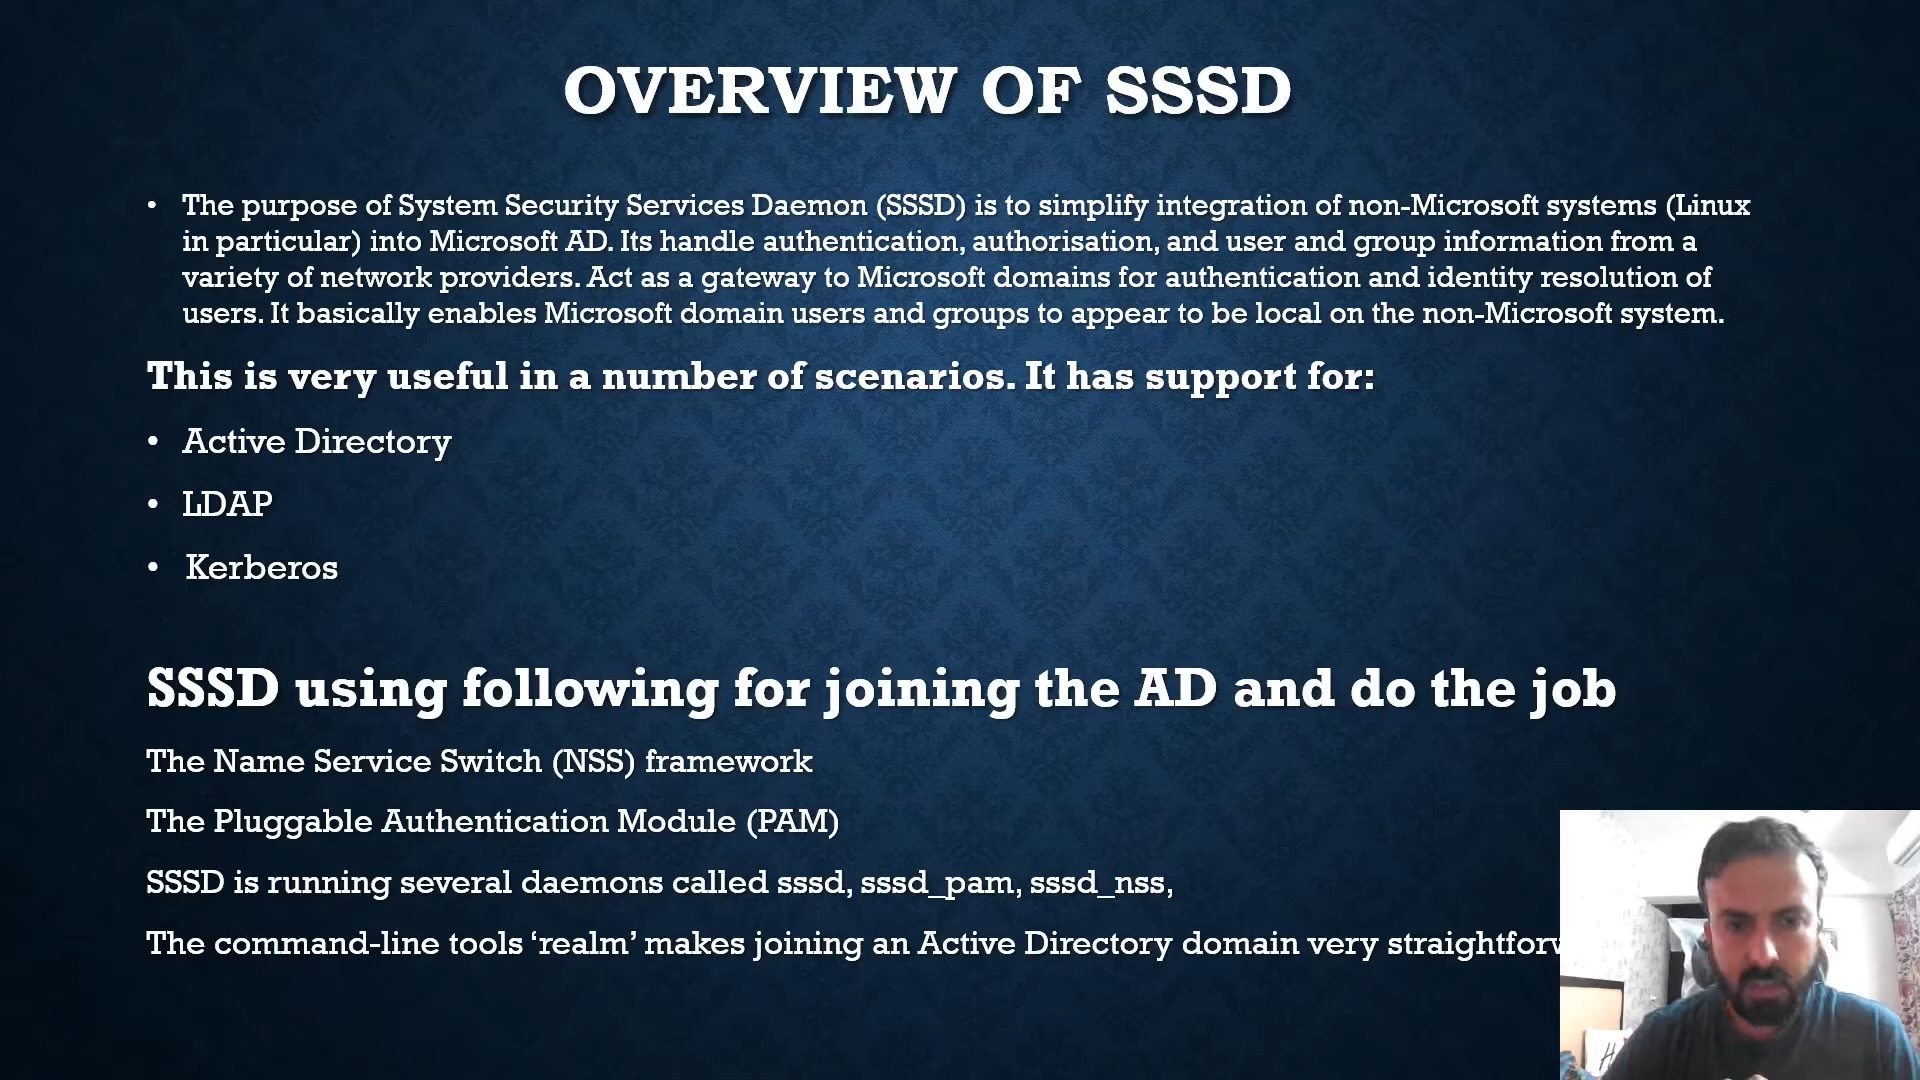 OVERVIEW OF SSSD
• The purpose of System Security Services Daemon (SSSD) is to simplify integration of non-Microsoft systems (Linux
in particular) into Microsoft AD. Its handle authentication, authorisation, and user and group information from a
variety of network providers. Act as a gateway to Microsoft domains for authentication and identity resolution of
users. It basically enables Microsoft domain users and groups to appear to be local on the non-Microsoft system.
This is very useful in a number of scenarios. It has support for:
• Active Directory
• LDAP
• Kerberos
SSSD using following for joining the AD and do the job
The Name Service Switch (NSS) framework
The Pluggable Authentication Module (PAM)
SSSD is running several daemons called sssd, sssd_pam, sssd_nss,
The command-line tools ‘realm’ makes joining an Active Directory domain very